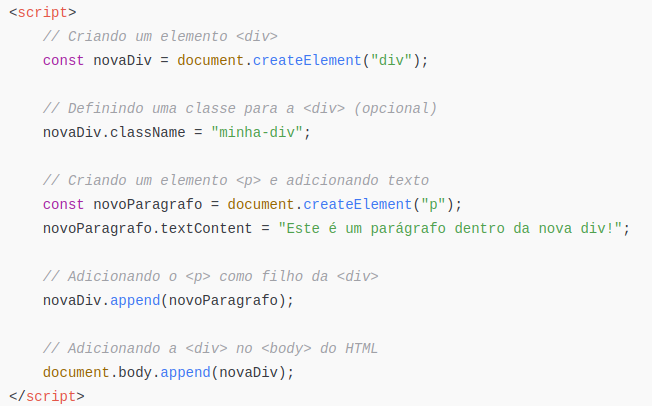 <script>
// Criando um elemento <div>
const novaDiv = document.createElement("div");
// Definindo uma classe para a <div> (opcional)
novaDiv.className = "minha-div";
// Criando um elemento <p> e adicionando texto
const novoParagrafo = document.createElement("p");
novoParagrafo.textContent = "Este é um parágrafo dentro da nova div!";
// Adicionando o <p> como filho da <div>
novaDiv.append(novoParagrafo);
// Adicionando a <div> no <body> do HTML
document.body.append(novaDiv);
</script>